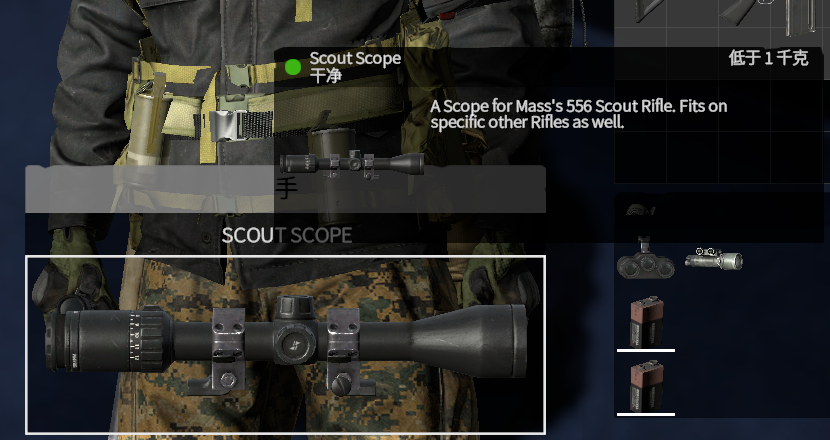 Scout Scope
干净
低于 1 千克
A Scope for Mass's 556 Scout Rifle. Fits on
specific other Rifles as well.
手
SCOUT SCOPE